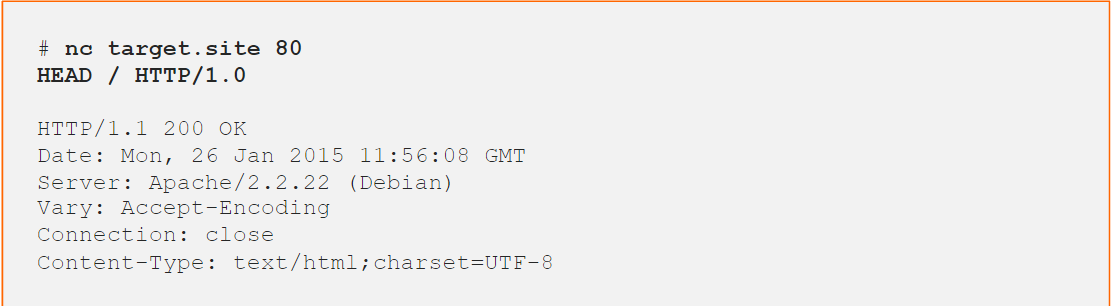 # nc target.site 80
HEAD / HTTP/1.0
HTTP/1.1 200 OK
Date: Mon, 26 Jan 2015 11:56:08 GMT
Server: Apache/2.2.22 (Debian)
Vary: Accept-Encoding
Connection: close
Content-Type: text/html;charset=UTF-8